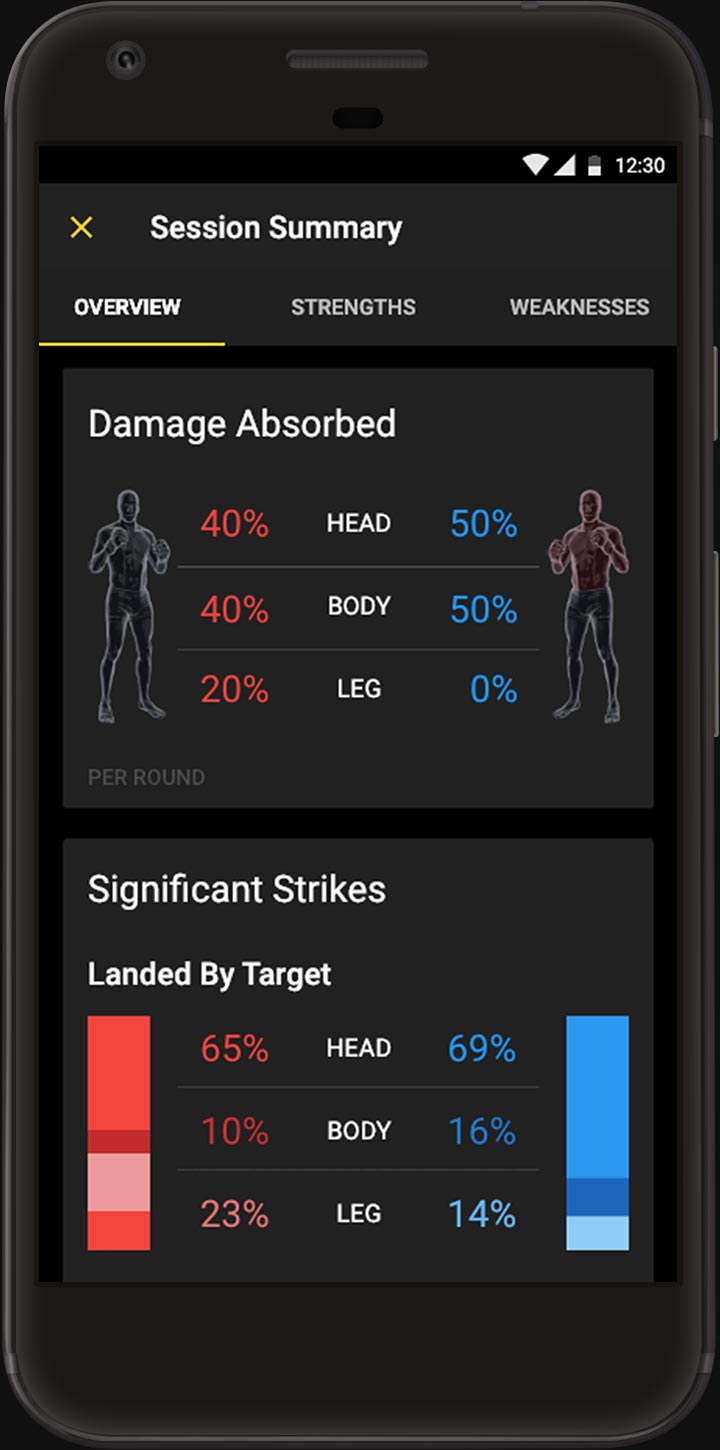 12:30
Session Summary
OVERVIEW STRENGTHS WEAKNESSES
Damage Absorbed
40% HEAD 50%
40% BODY 50%
20% LEG 0%
PER ROUND
Significant Strikes
Landed By Target
65% HEAD 69%
10% BODY 16%
23% LEG 14%